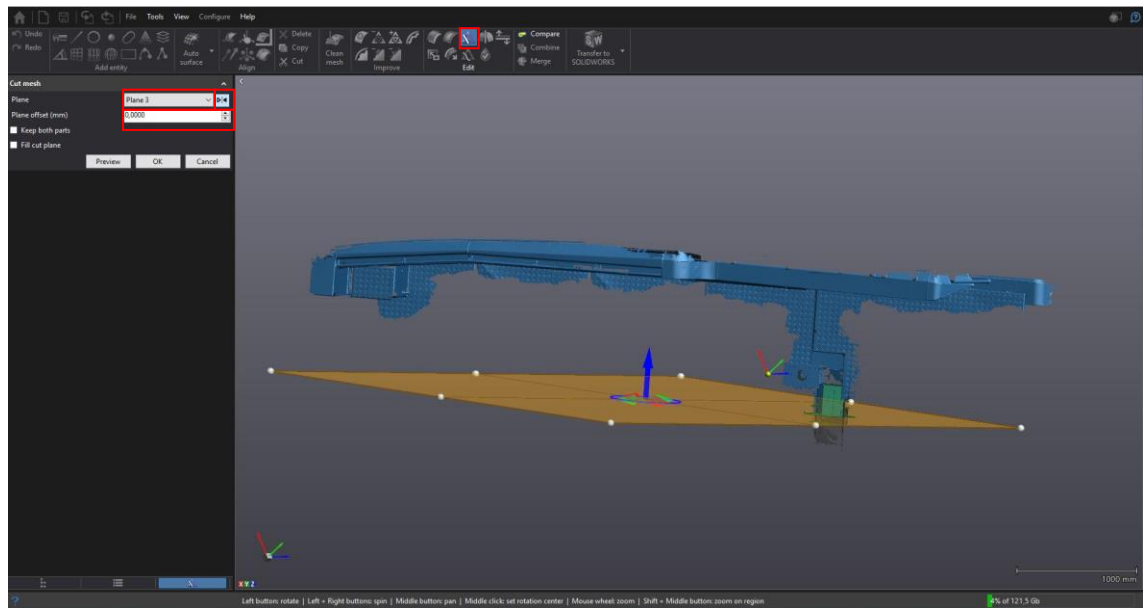 File Tools View Configure Help
Undo
Redo
Add entity
Auto surface
Align
Delete
Copy
Cut
Clean mesh
Improve
Edit
Compare
Combine
Merge
Transfer to SOLIDWORKS
Cut mesh
Plane Plane 3
Plane offset (mm) 0,0000
Keep both parts
Fill cut plane
Preview OK Cancel
X Y Z
1000 mm
? Left button: rotate | Left + Right buttons: spin | Middle button: pan | Middle click: set rotation center | Mouse wheel: zoom | Shift + Middle button: zoom on region 4% of 121,5 Gb